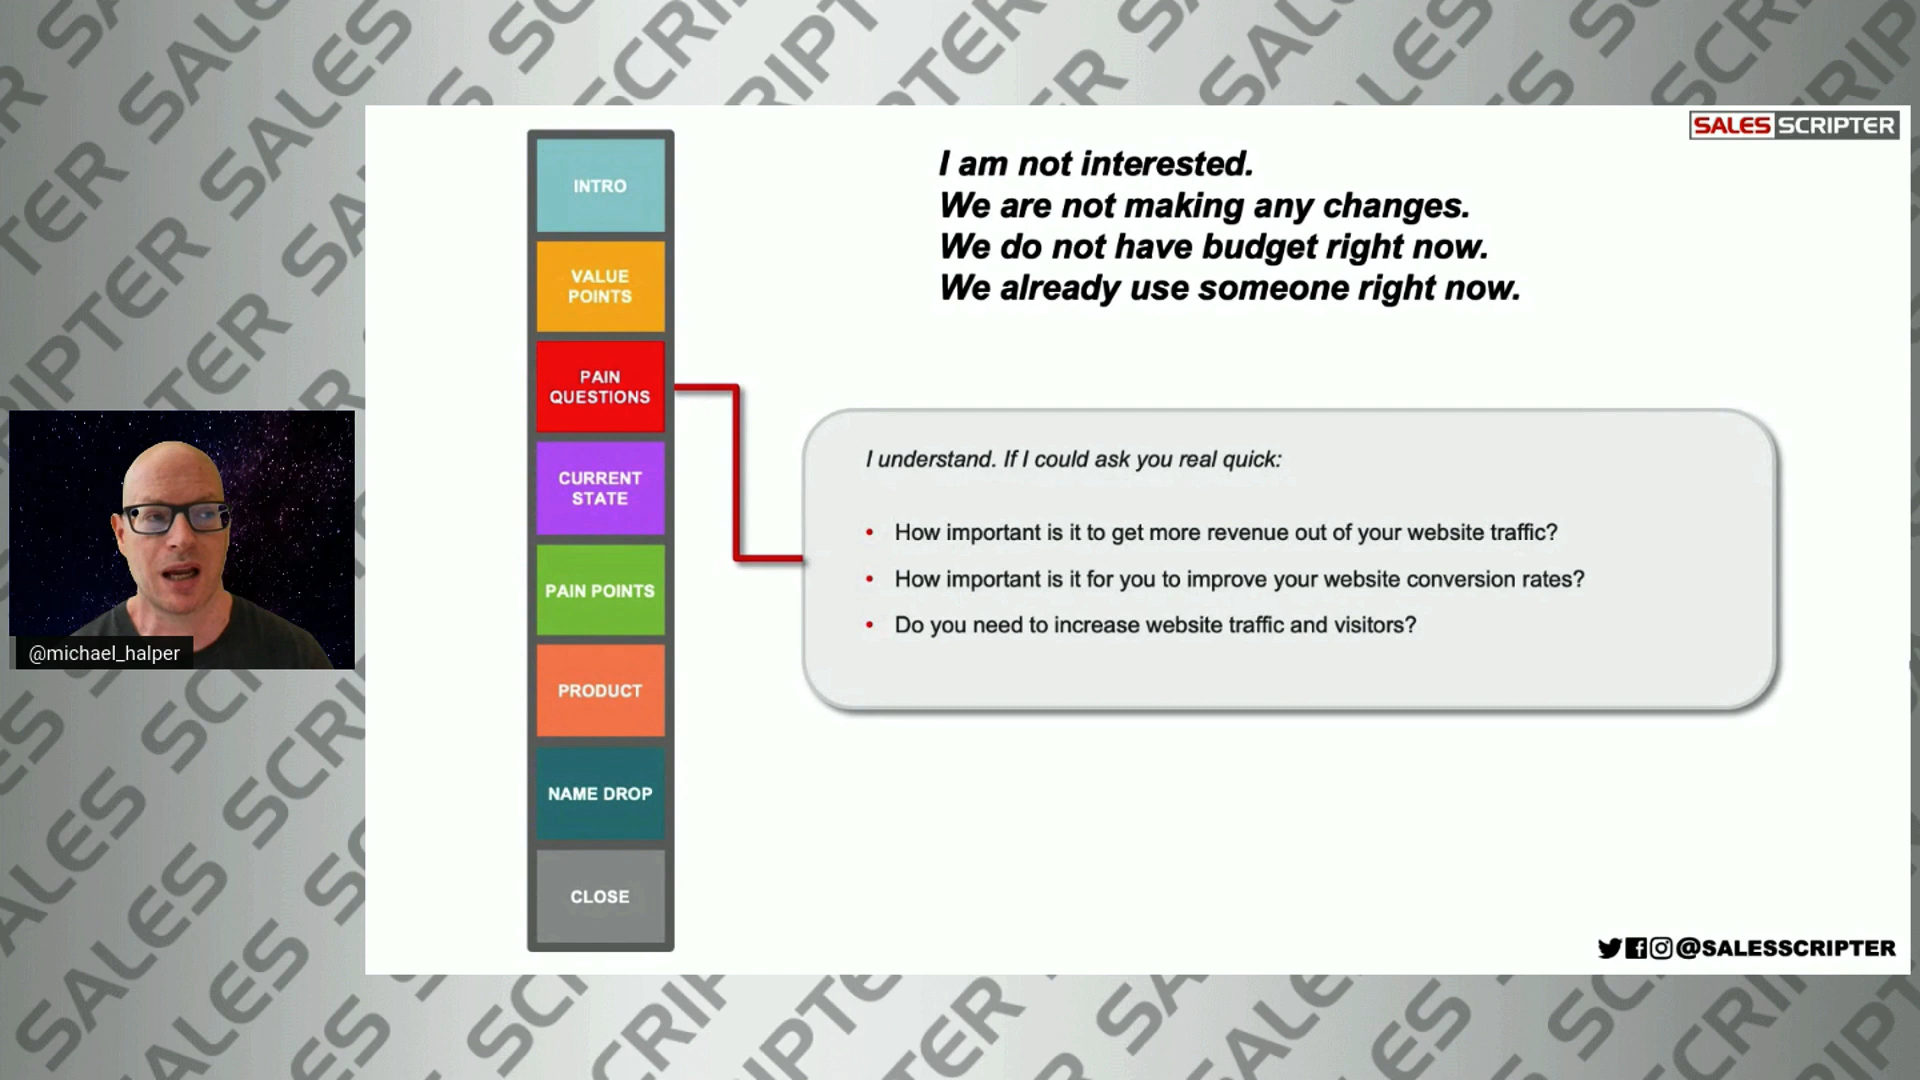 SALES SCRIPTER
I am not interested.
We are not making any changes.
We do not have budget right now.
We already use someone right now.
INTRO
VALUE
POINTS
PAIN
QUESTIONS
CURRENT
STATE
PAIN POINTS
PRODUCT
NAME DROP
CLOSE
I understand. If I could ask you real quick:
• How important is it to get more revenue out of your website traffic?
• How important is it for you to improve your website conversion rates?
• Do you need to increase website traffic and visitors?
@michael_halper
@SALESSCRIPTER